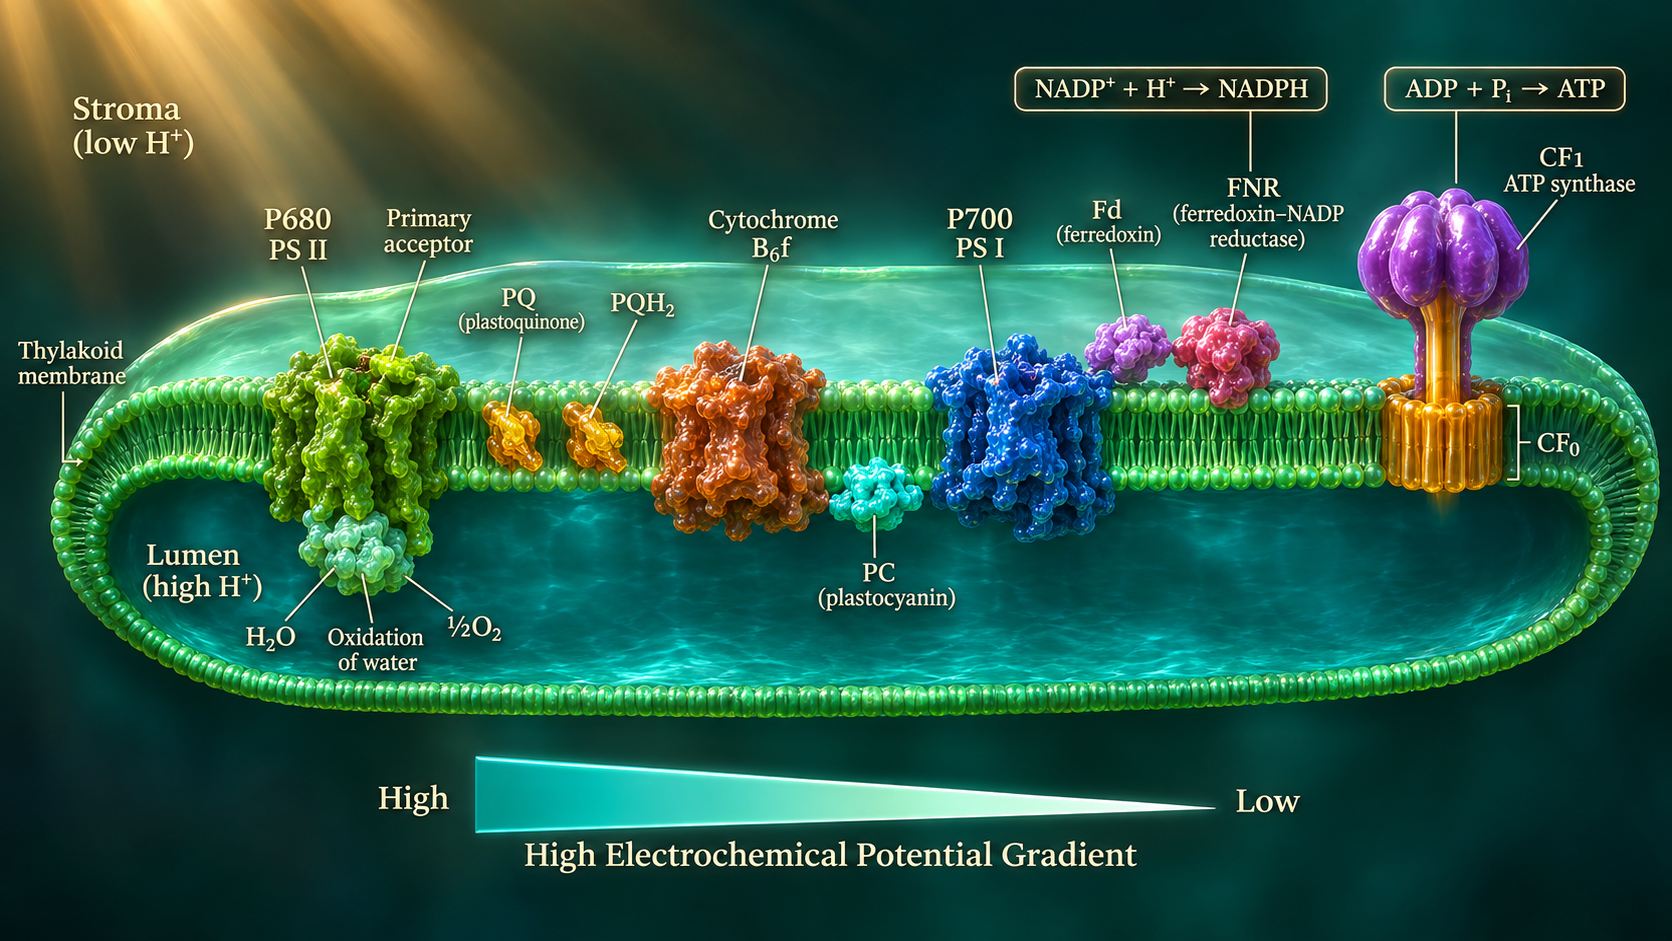 NADP⁺ + H⁺ → NADPH
ADP + Pᵢ → ATP
Stroma
(low H⁺)
CF1
ATP synthase
FNR
(ferredoxin–NADP
reductase)
P680
PS II
Primary
acceptor
Cytochrome
B₆f
P700
PS I
Fd
(ferredoxin)
PQ
(plastoquinone)
PQH₂
Thylakoid
membrane
CF₀
Lumen
(high H⁺)
PC
(plastocyanin)
H₂O
Oxidation
of water
½O₂
High
Low
High Electrochemical Potential Gradient